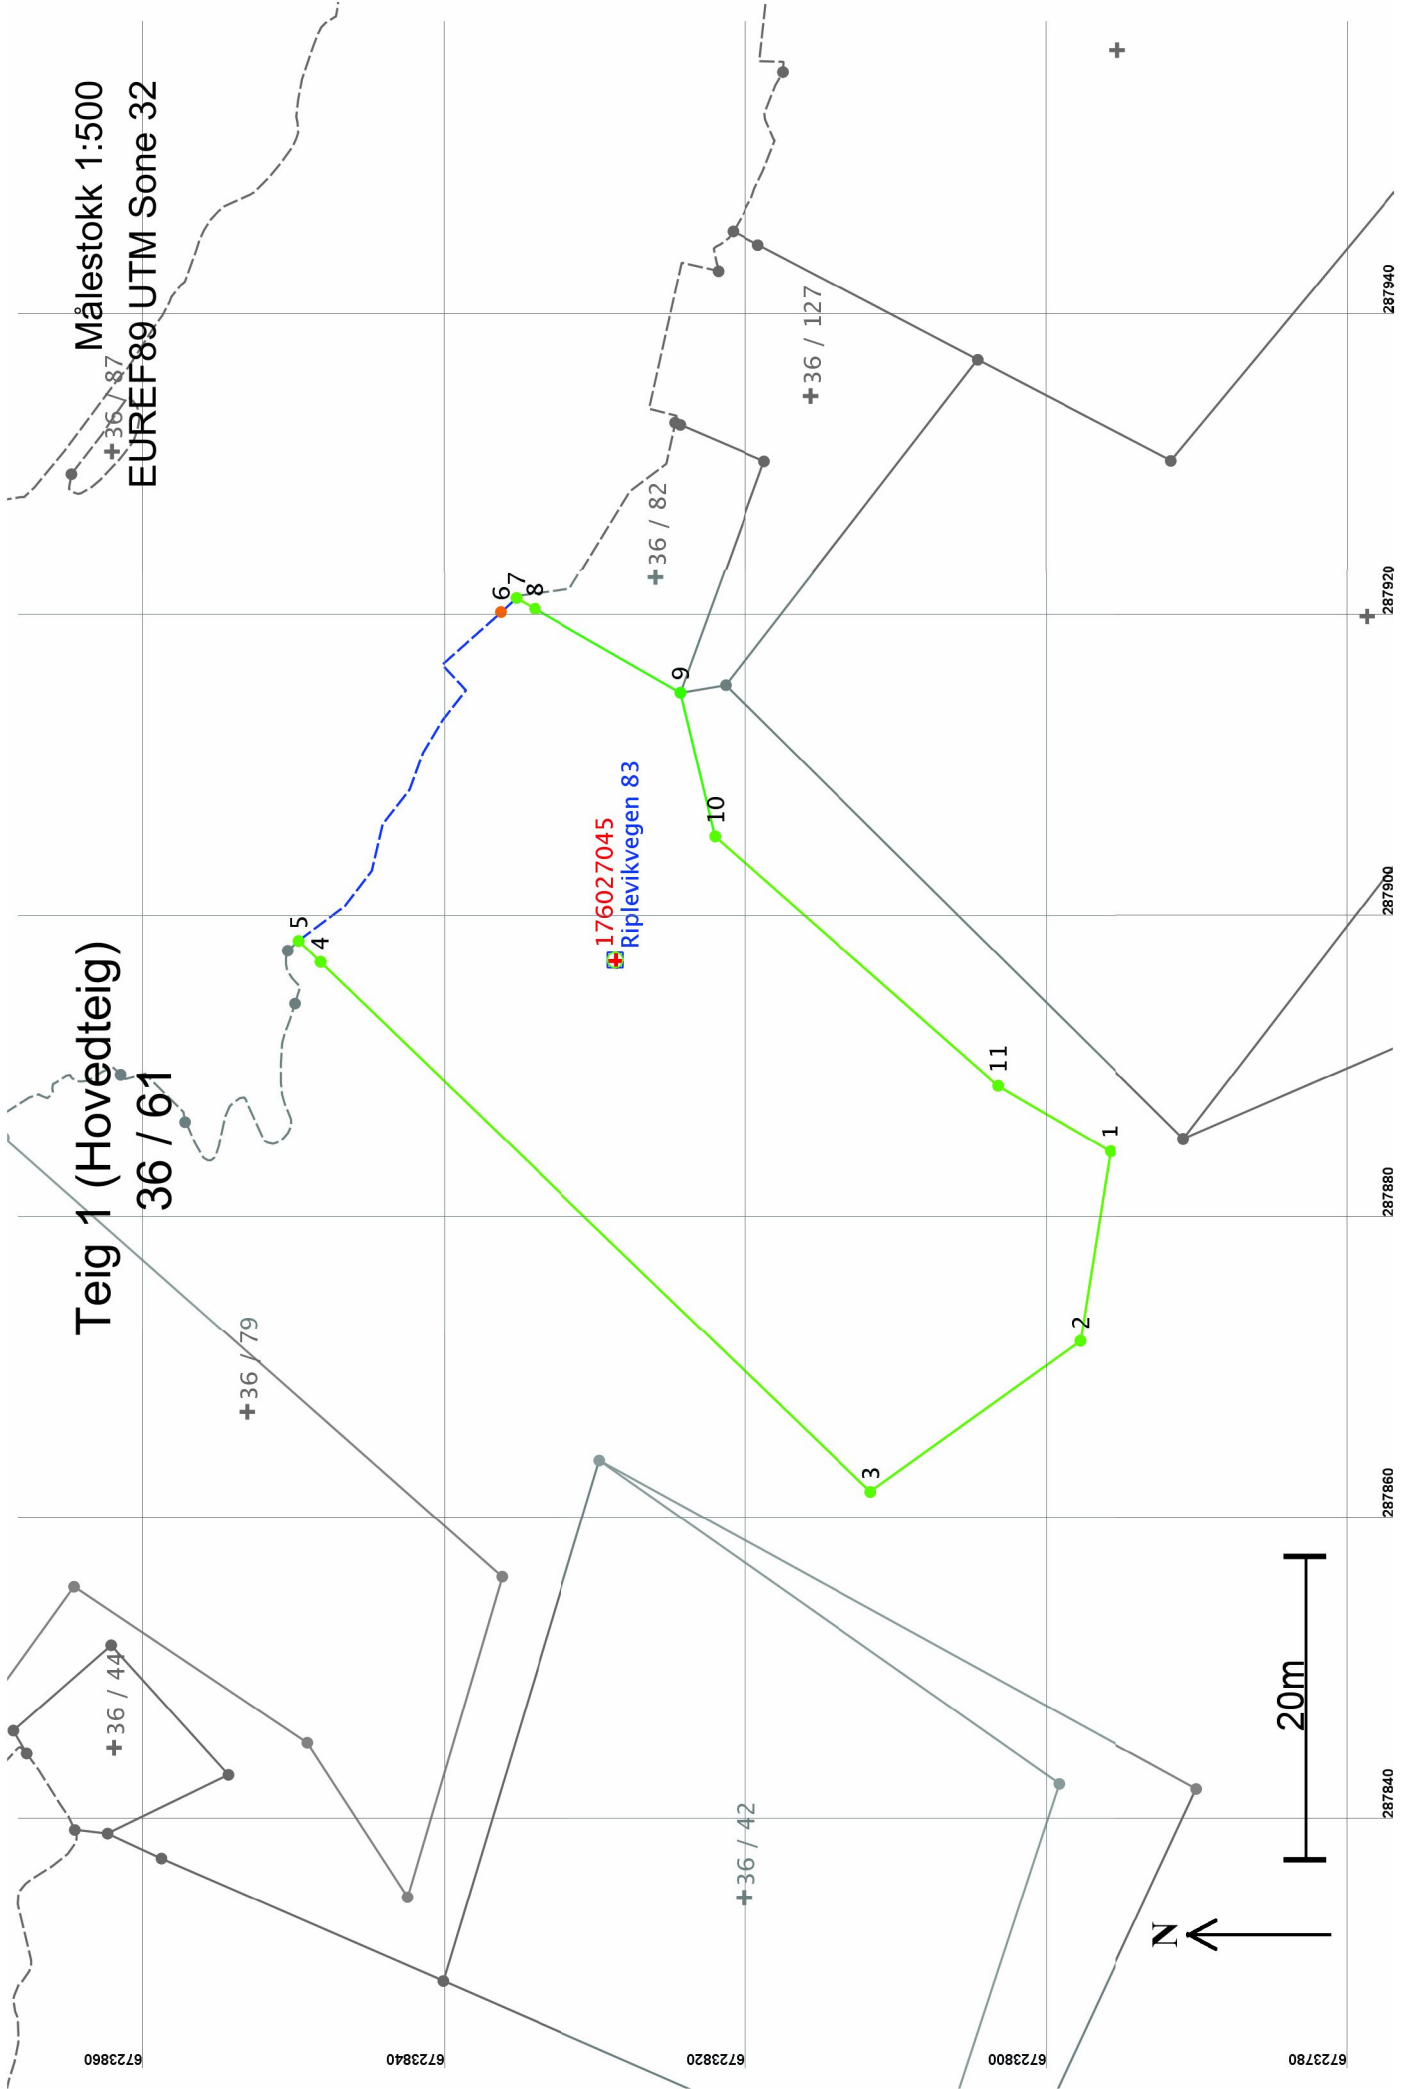 Teig 1 (Hovedteig)
36 / 61
Målestokk 1:500
EUREF89 UTM Sone 32
36 / 44
36 / 79
36 / 87
36 / 42
36 / 82
36 / 127
176027045
Riplevikvegen 83
1
2
3
4
5
6
7
8
9
10
11
6723860
6723840
6723820
6723800
6723780
287840
287860
287880
287900
287920
287940
N
20m